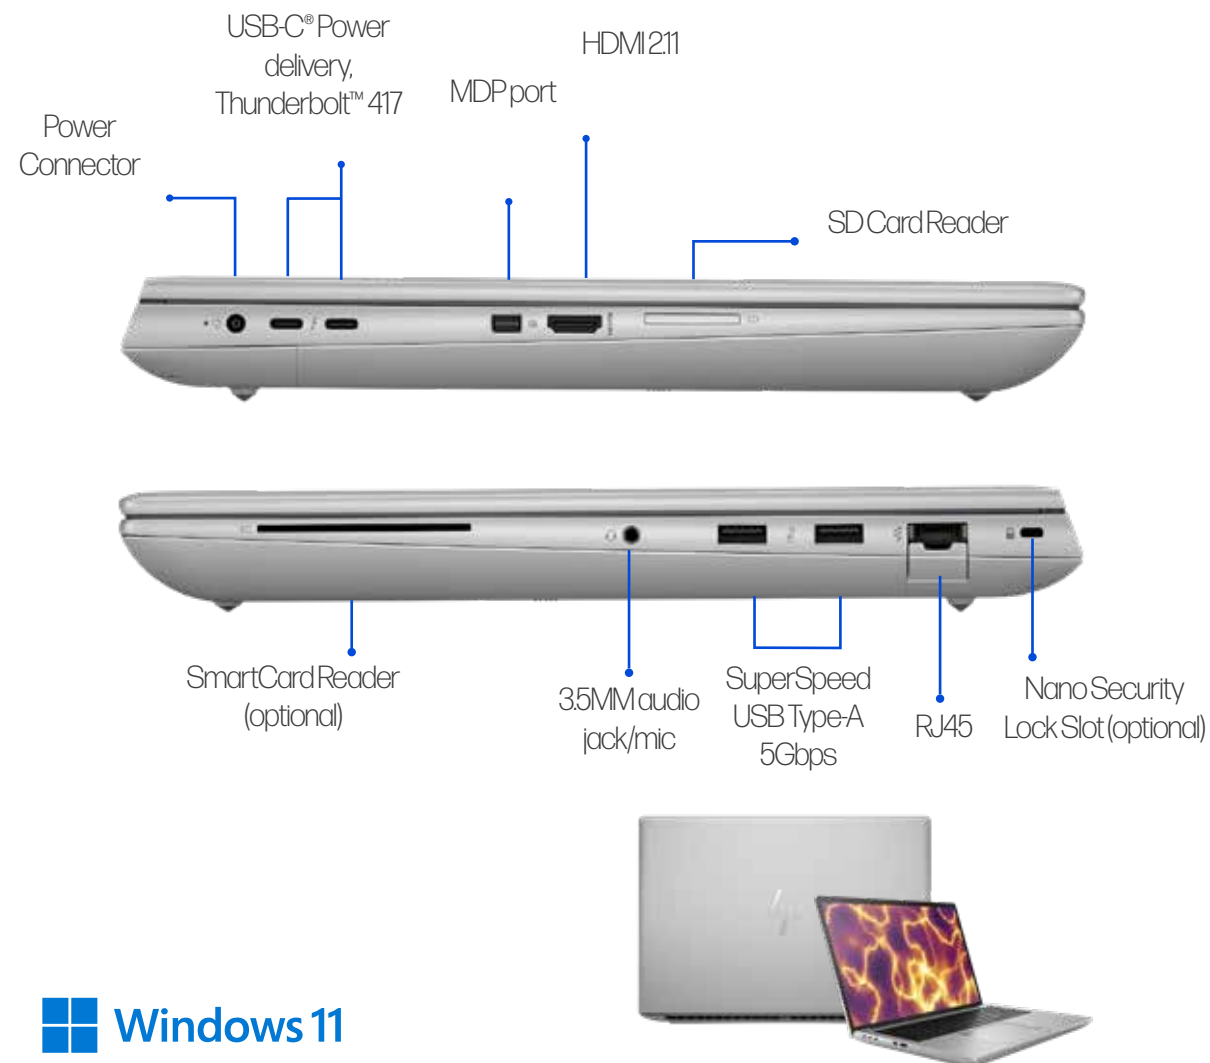 USB-C® Power
delivery,
Thunderbolt™ 417
HDMI 2.11
MDP port
Power
Connector
SD Card Reader
SmartCard Reader
(optional)
3.5MM audio
jack/mic
SuperSpeed
USB Type-A
5Gbps
RJ45
Nano Security
Lock Slot (optional)
hp
Windows 11